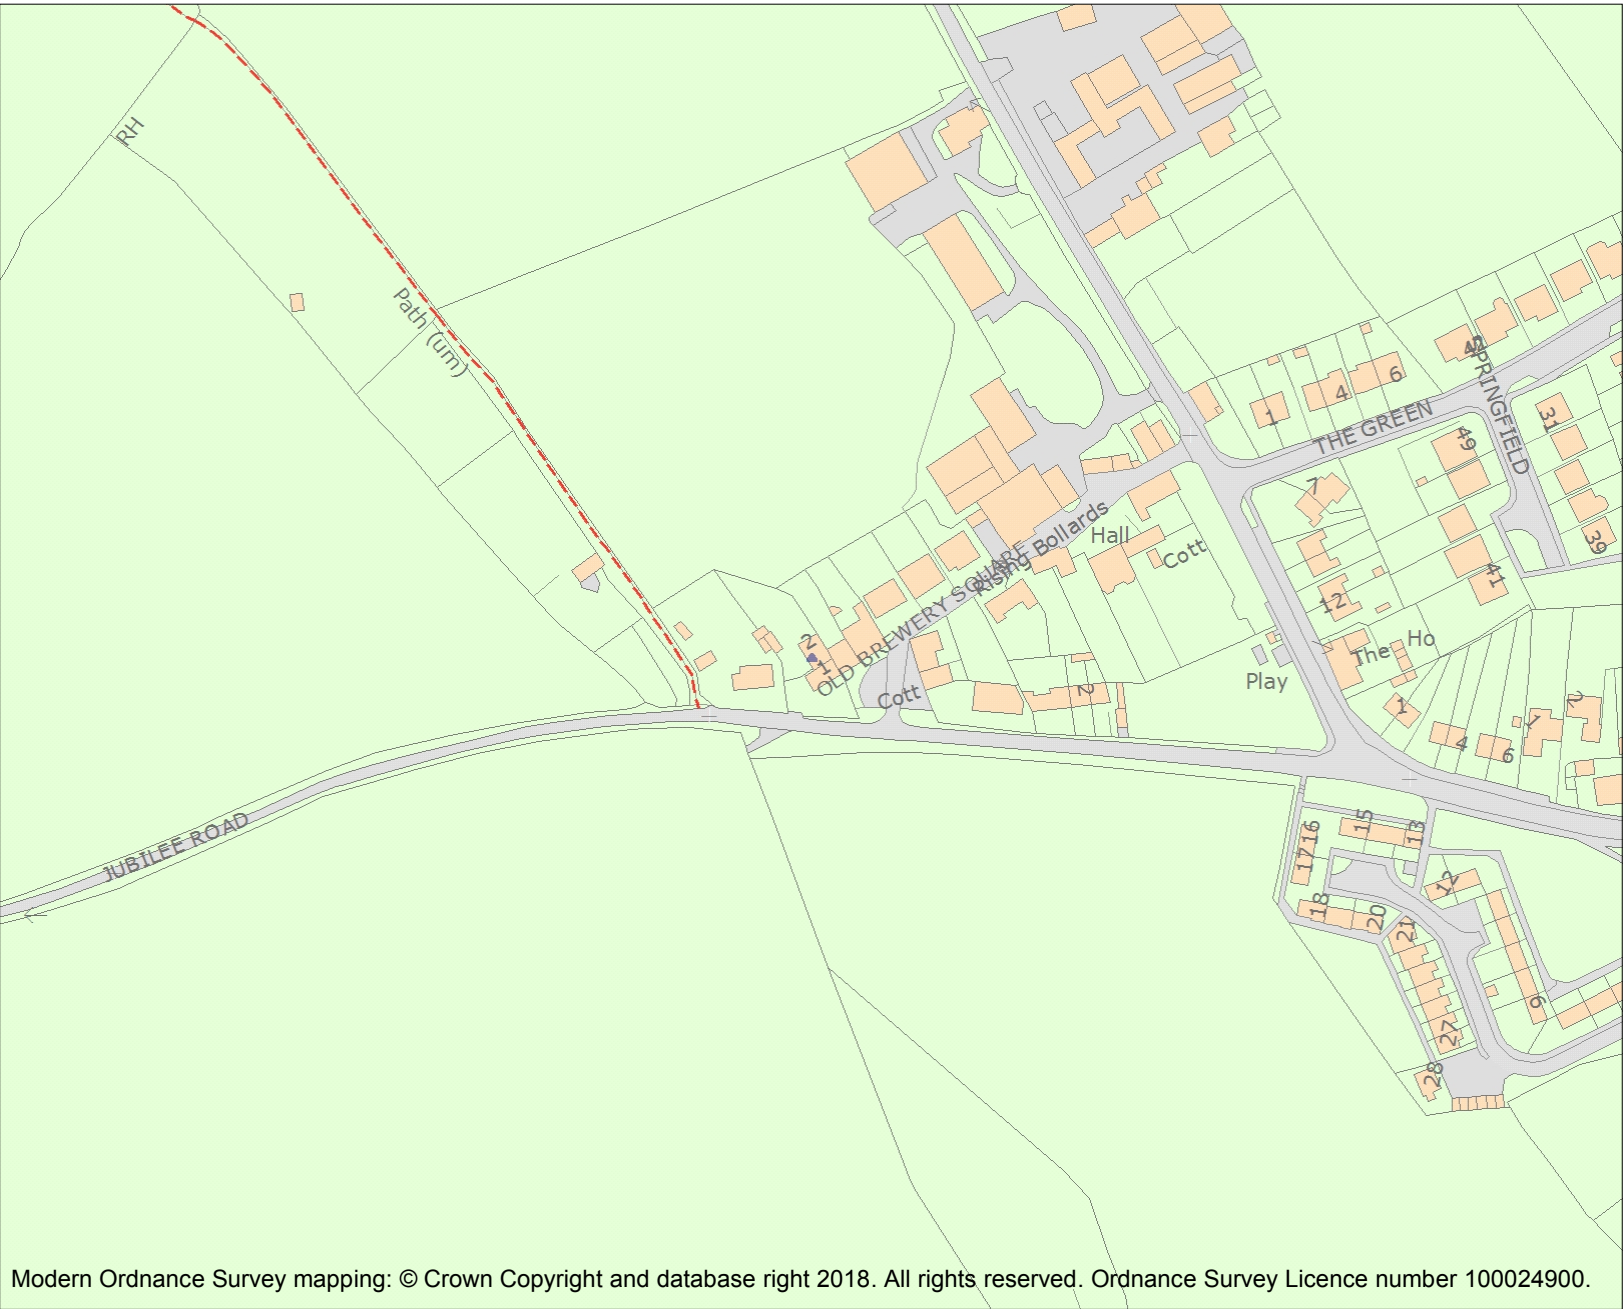 RH
Path (um)
1
4
6
THE GREEN
SPRINGFIELD
31
49
7
39
41
12
Rising Bollards
Hall
Cott
OLD BREWERY SQUARE
2
1
Cott
2
Play
The Ho
1
4
6
1
2
JUBILEE ROAD
16
15
13
17
12
18
20
21
9
27
28
Modern Ordnance Survey mapping: © Crown Copyright and database right 2018. All rights reserved. Ordnance Survey Licence number 100024900.